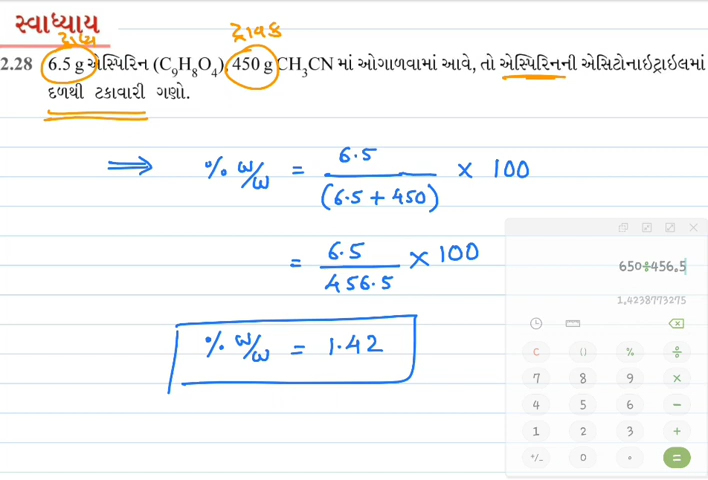 સ્વાધ્યાય
દ્રાવ્ય દ્રાવક
2.28 6.5 g એસ્પિરિન (C₉H₈O₄), 450 g CH₃CN માં ઓગાળવામાં આવે, તો એસ્પિરિનની એસિટોનાઇટ્રાઇલમાં
દળથી ટકાવારી ગણો.
⟹ % w/w = 6.5 / (6.5 + 450) × 100
= 6.5 / 456.5 × 100
% w/w = 1.42
650÷456.5
1.4238773275
C () % ÷
7 8 9 ×
4 5 6 −
1 2 3 +
+/− 0 . =